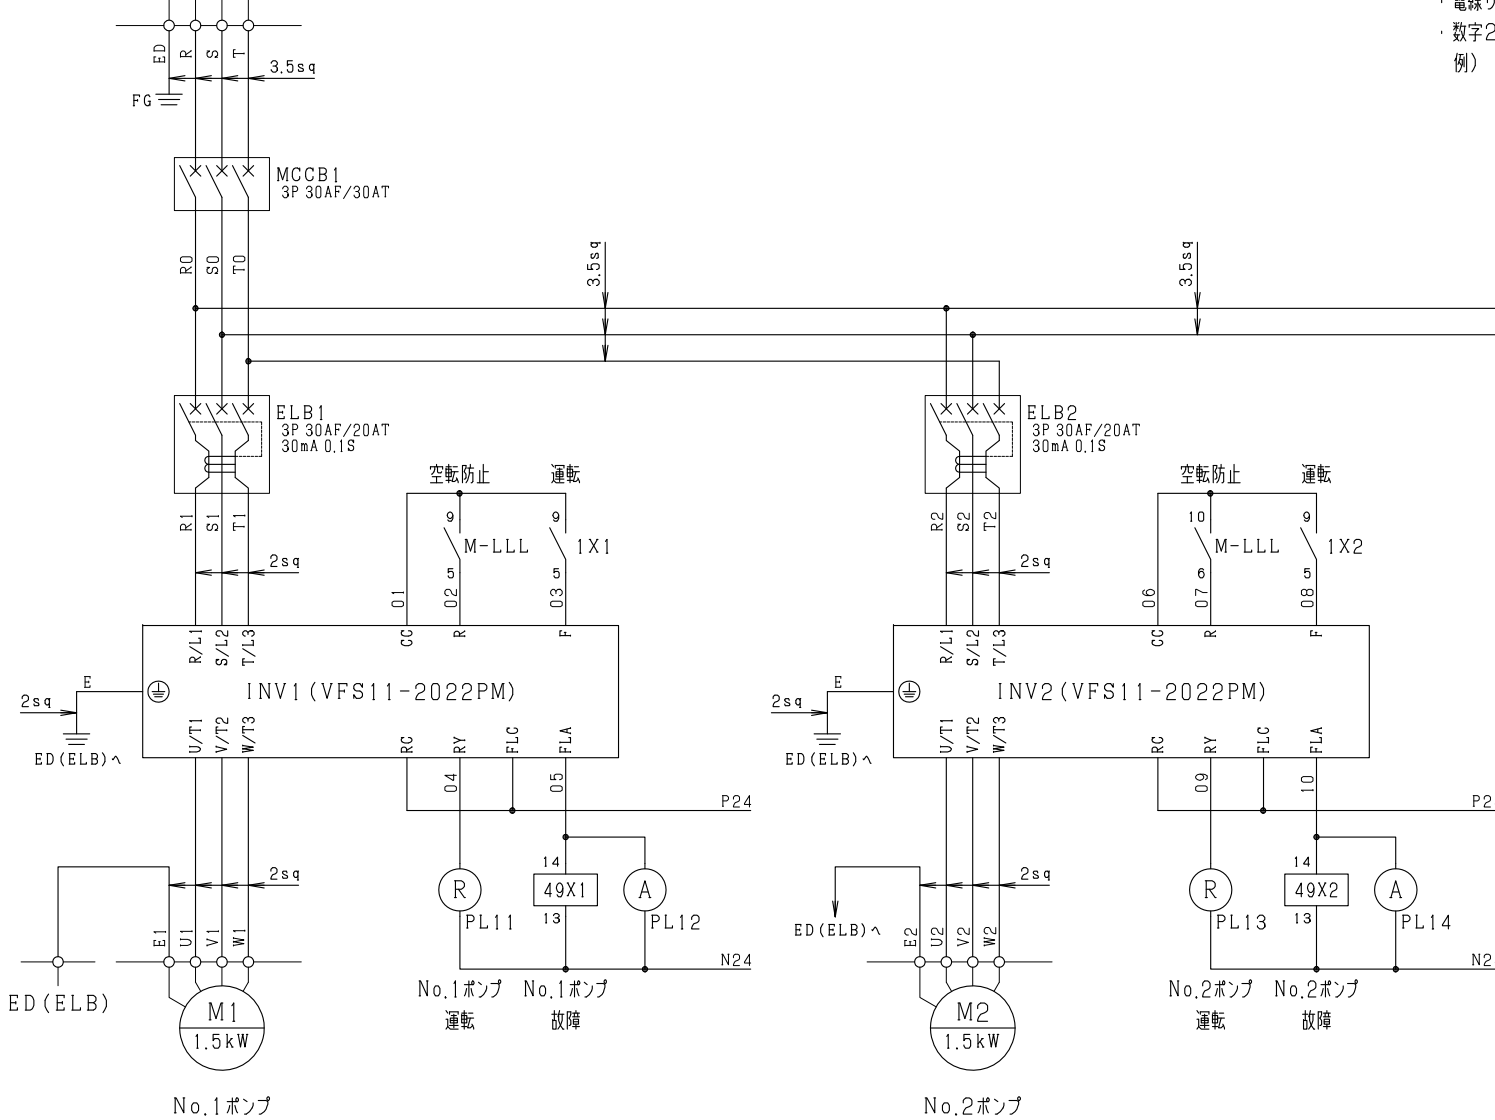 電線
・数字2
例）
ED
R
S
T
3.5sq
FG
MCCB1
3P 30AF/30AT
R0
S0
T0
3.5sq
3.5sq
ELB1
3P 30AF/20AT
30mA 0.1S
ELB2
3P 30AF/20AT
30mA 0.1S
空転防止
運転
空転防止
運転
R1
S1
T1
2sq
9
M-LLL
5
9
1X1
5
01
02
03
R2
S2
T2
2sq
10
M-LLL
6
9
1X2
5
06
07
08
R/L1
S/L2
T/L3
CC
R
F
R/L1
S/L2
T/L3
CC
R
F
E
2sq
ED(ELB)へ
INV1(VFS11-2022PM)
E
2sq
ED(ELB)へ
INV2(VFS11-2022PM)
U/T1
V/T2
W/T3
RC
RY
FLC
FLA
U/T1
V/T2
W/T3
RC
RY
FLC
FLA
04
05
P24
09
10
P2
2sq
14
R
49X1
A
PL11
13
PL12
2sq
14
R
49X2
A
PL13
13
PL14
ED(ELB)へ
E1
U1
V1
W1
N24
E2
U2
V2
W2
N2
ED(ELB)
M1
1.5kW
No.1ポンプ
運転
No.1ポンプ
故障
M2
1.5kW
No.2ポンプ
運転
No.2ポンプ
故障
No.1ポンプ
No.2ポンプ